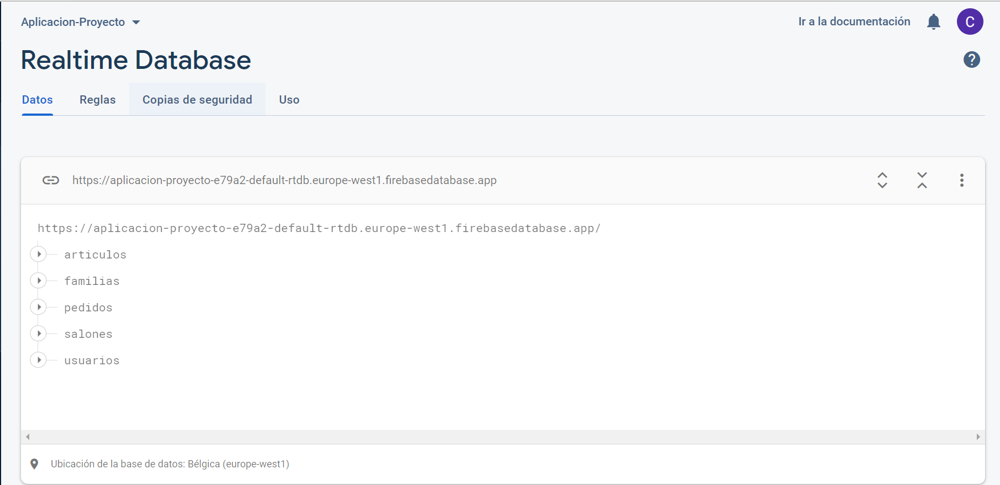 Aplicacion-Proyecto
Ir a la documentación
C
Realtime Database
?
Datos Reglas Copias de seguridad Uso
https://aplicacion-proyecto-e79a2-default-rtdb.europe-west1.firebasedatabase.app
https://aplicacion-proyecto-e79a2-default-rtdb.europe-west1.firebasedatabase.app/
articulos
familias
pedidos
salones
usuarios
Ubicación de la base de datos: Bélgica (europe-west1)